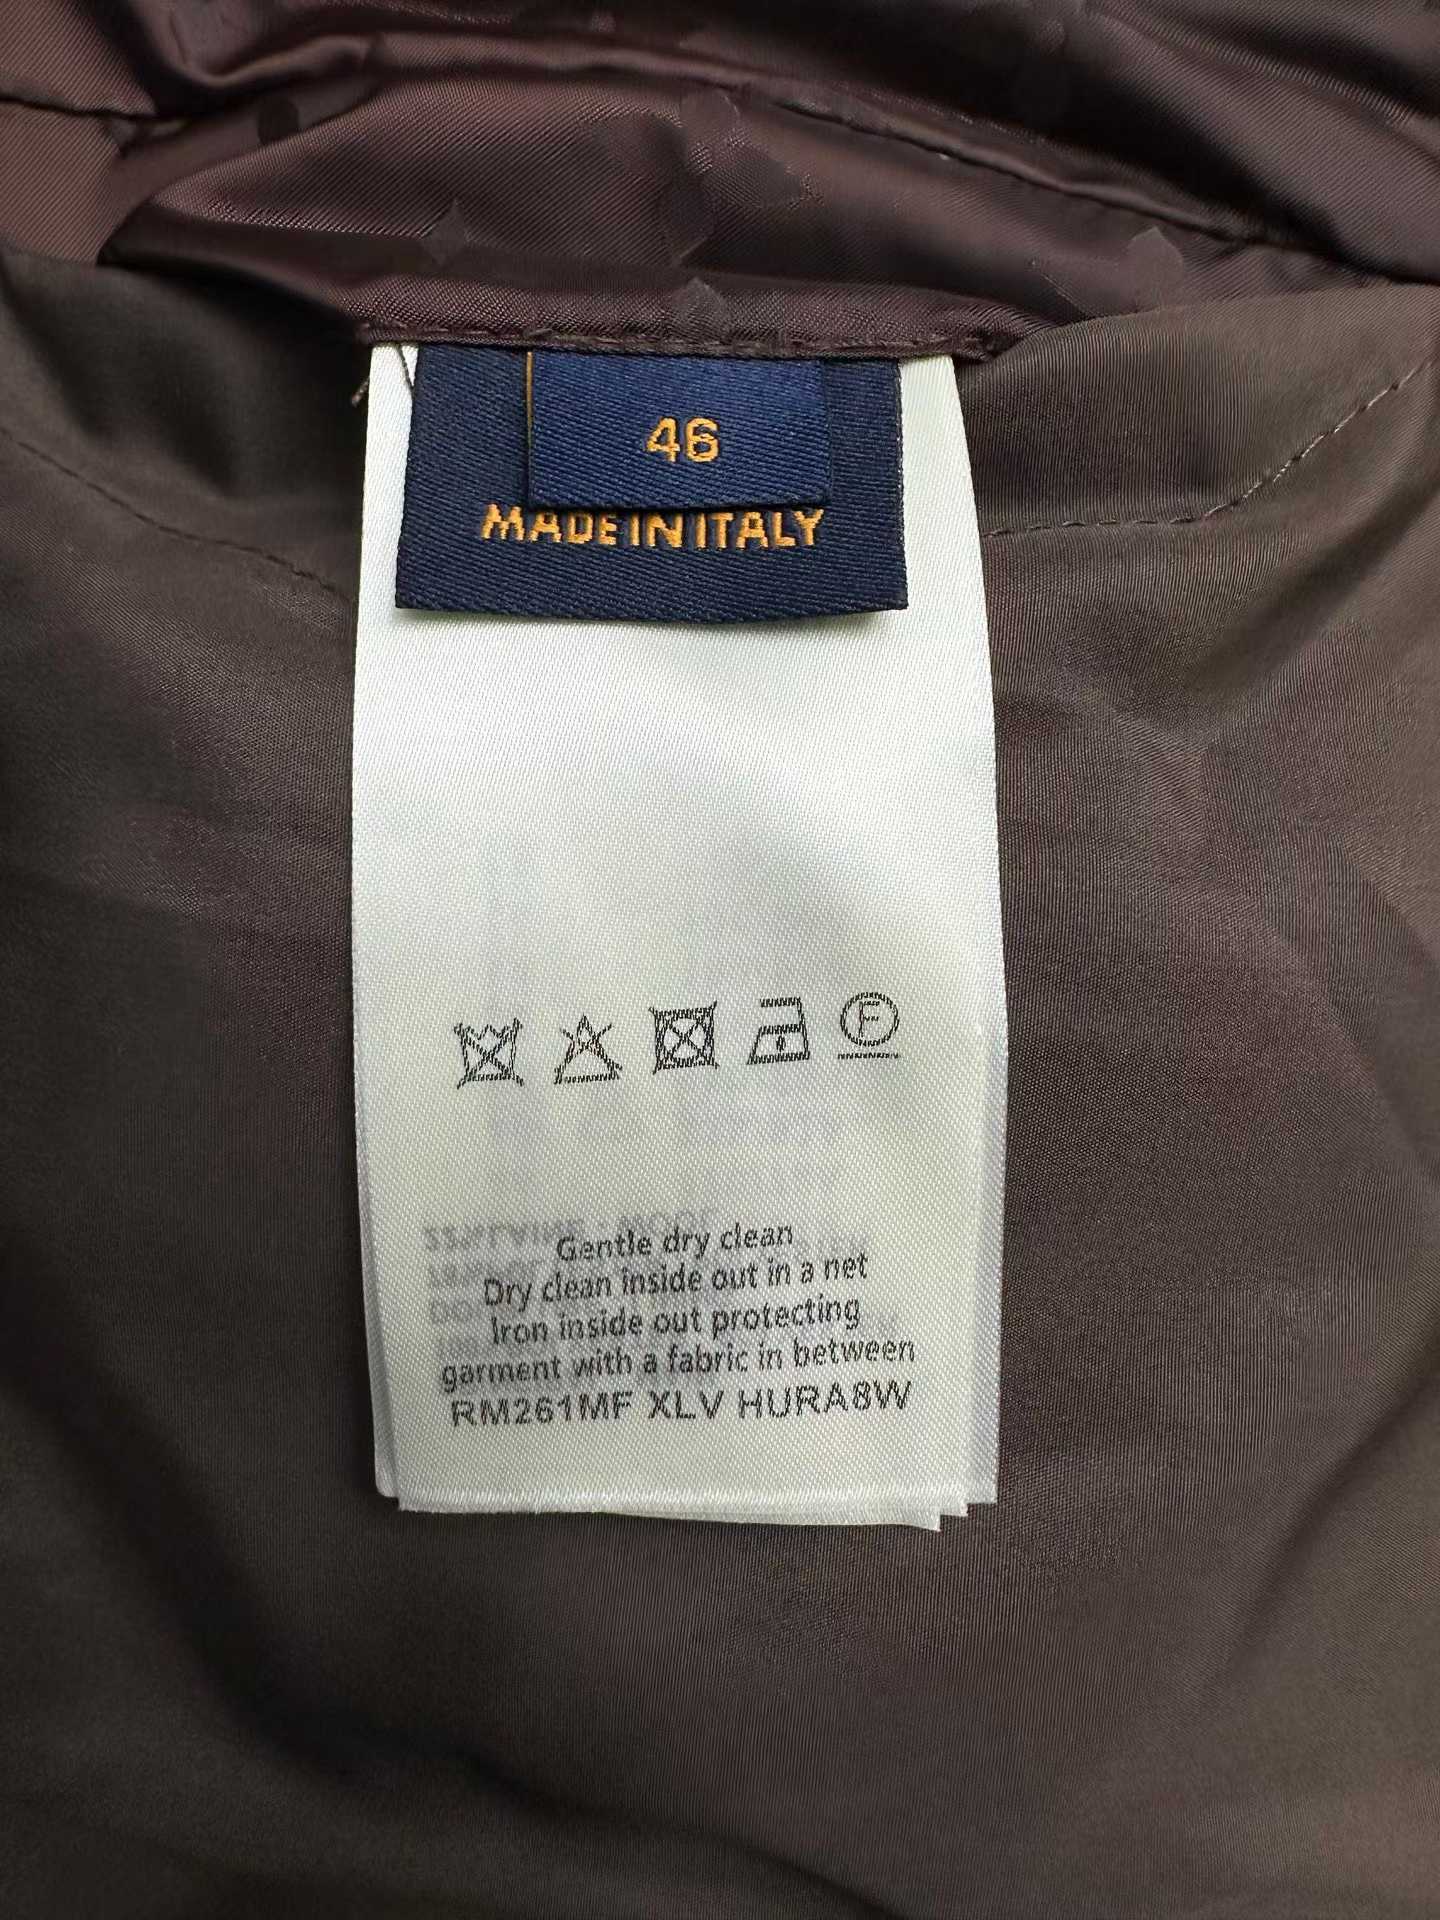 46
MADE IN ITALY
F
Gentle dry clean
Dry clean inside out in a net
Iron inside out protecting
garment with a fabric in between
RM261MF XLV HURA8W